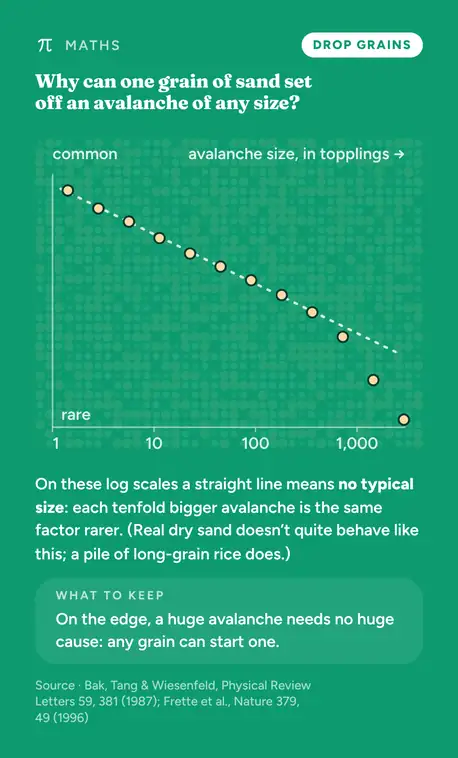 π MATHS
DROP GRAINS
Why can one grain of sand set
off an avalanche of any size?
common
avalanche size, in topplings →
rare
1 10 100 1,000
On these log scales a straight line means no typical
size: each tenfold bigger avalanche is the same
factor rarer. (Real dry sand doesn’t quite behave like
this; a pile of long-grain rice does.)
WHAT TO KEEP
On the edge, a huge avalanche needs no huge
cause: any grain can start one.
Source · Bak, Tang & Wiesenfeld, Physical Review
Letters 59, 381 (1987); Frette et al., Nature 379,
49 (1996)